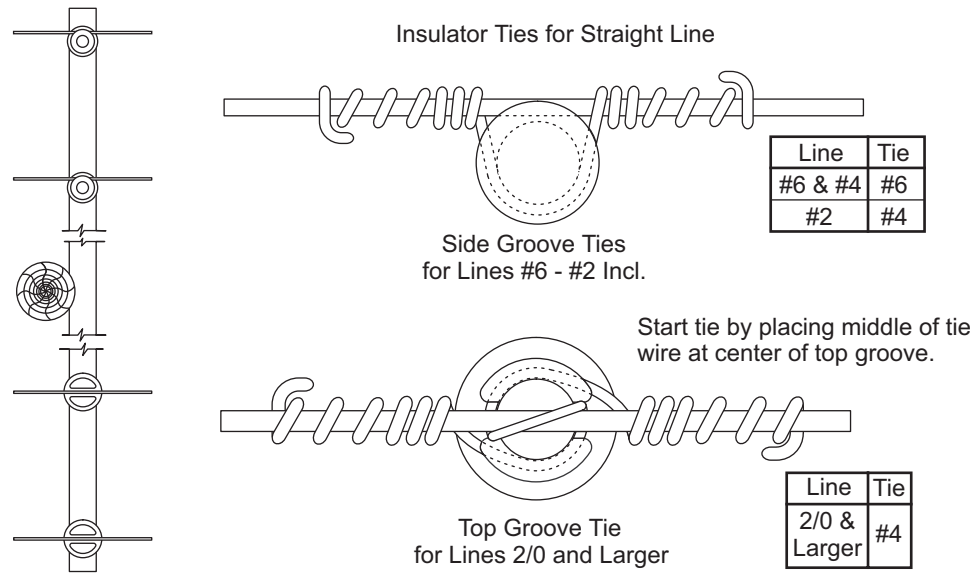 Insulator Ties for Straight Line
Line Tie
#6 & #4 #6
#2 #4
Side Groove Ties
for Lines #6 - #2 Incl.
Start tie by placing middle of tie
wire at center of top groove.
Line Tie
2/0 &
Larger #4
Top Groove Tie
for Lines 2/0 and Larger